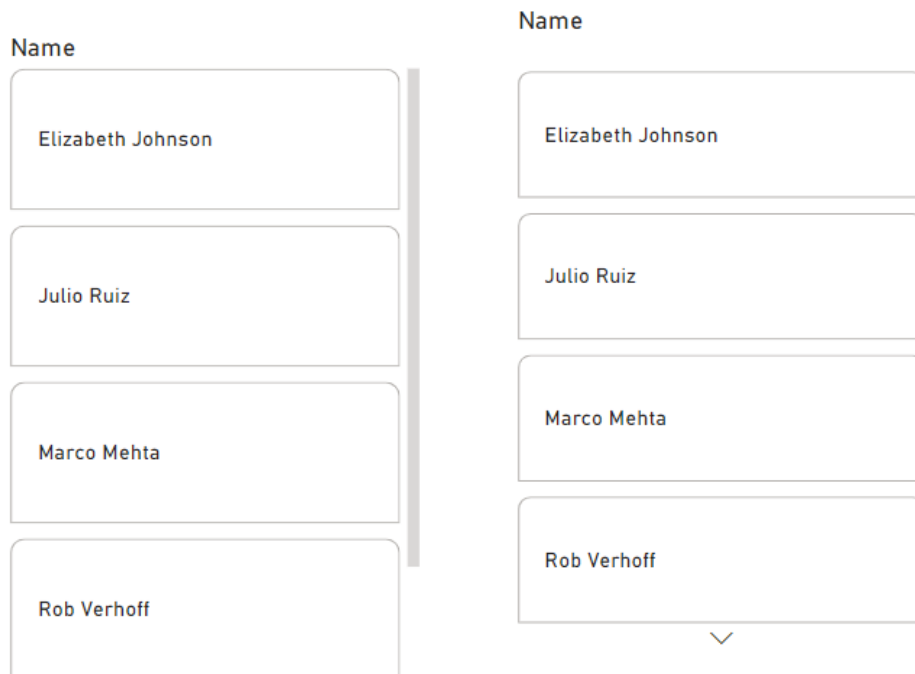 Name
Elizabeth Johnson
Julio Ruiz
Marco Mehta
Rob Verhoff
Name
Elizabeth Johnson
Julio Ruiz
Marco Mehta
Rob Verhoff